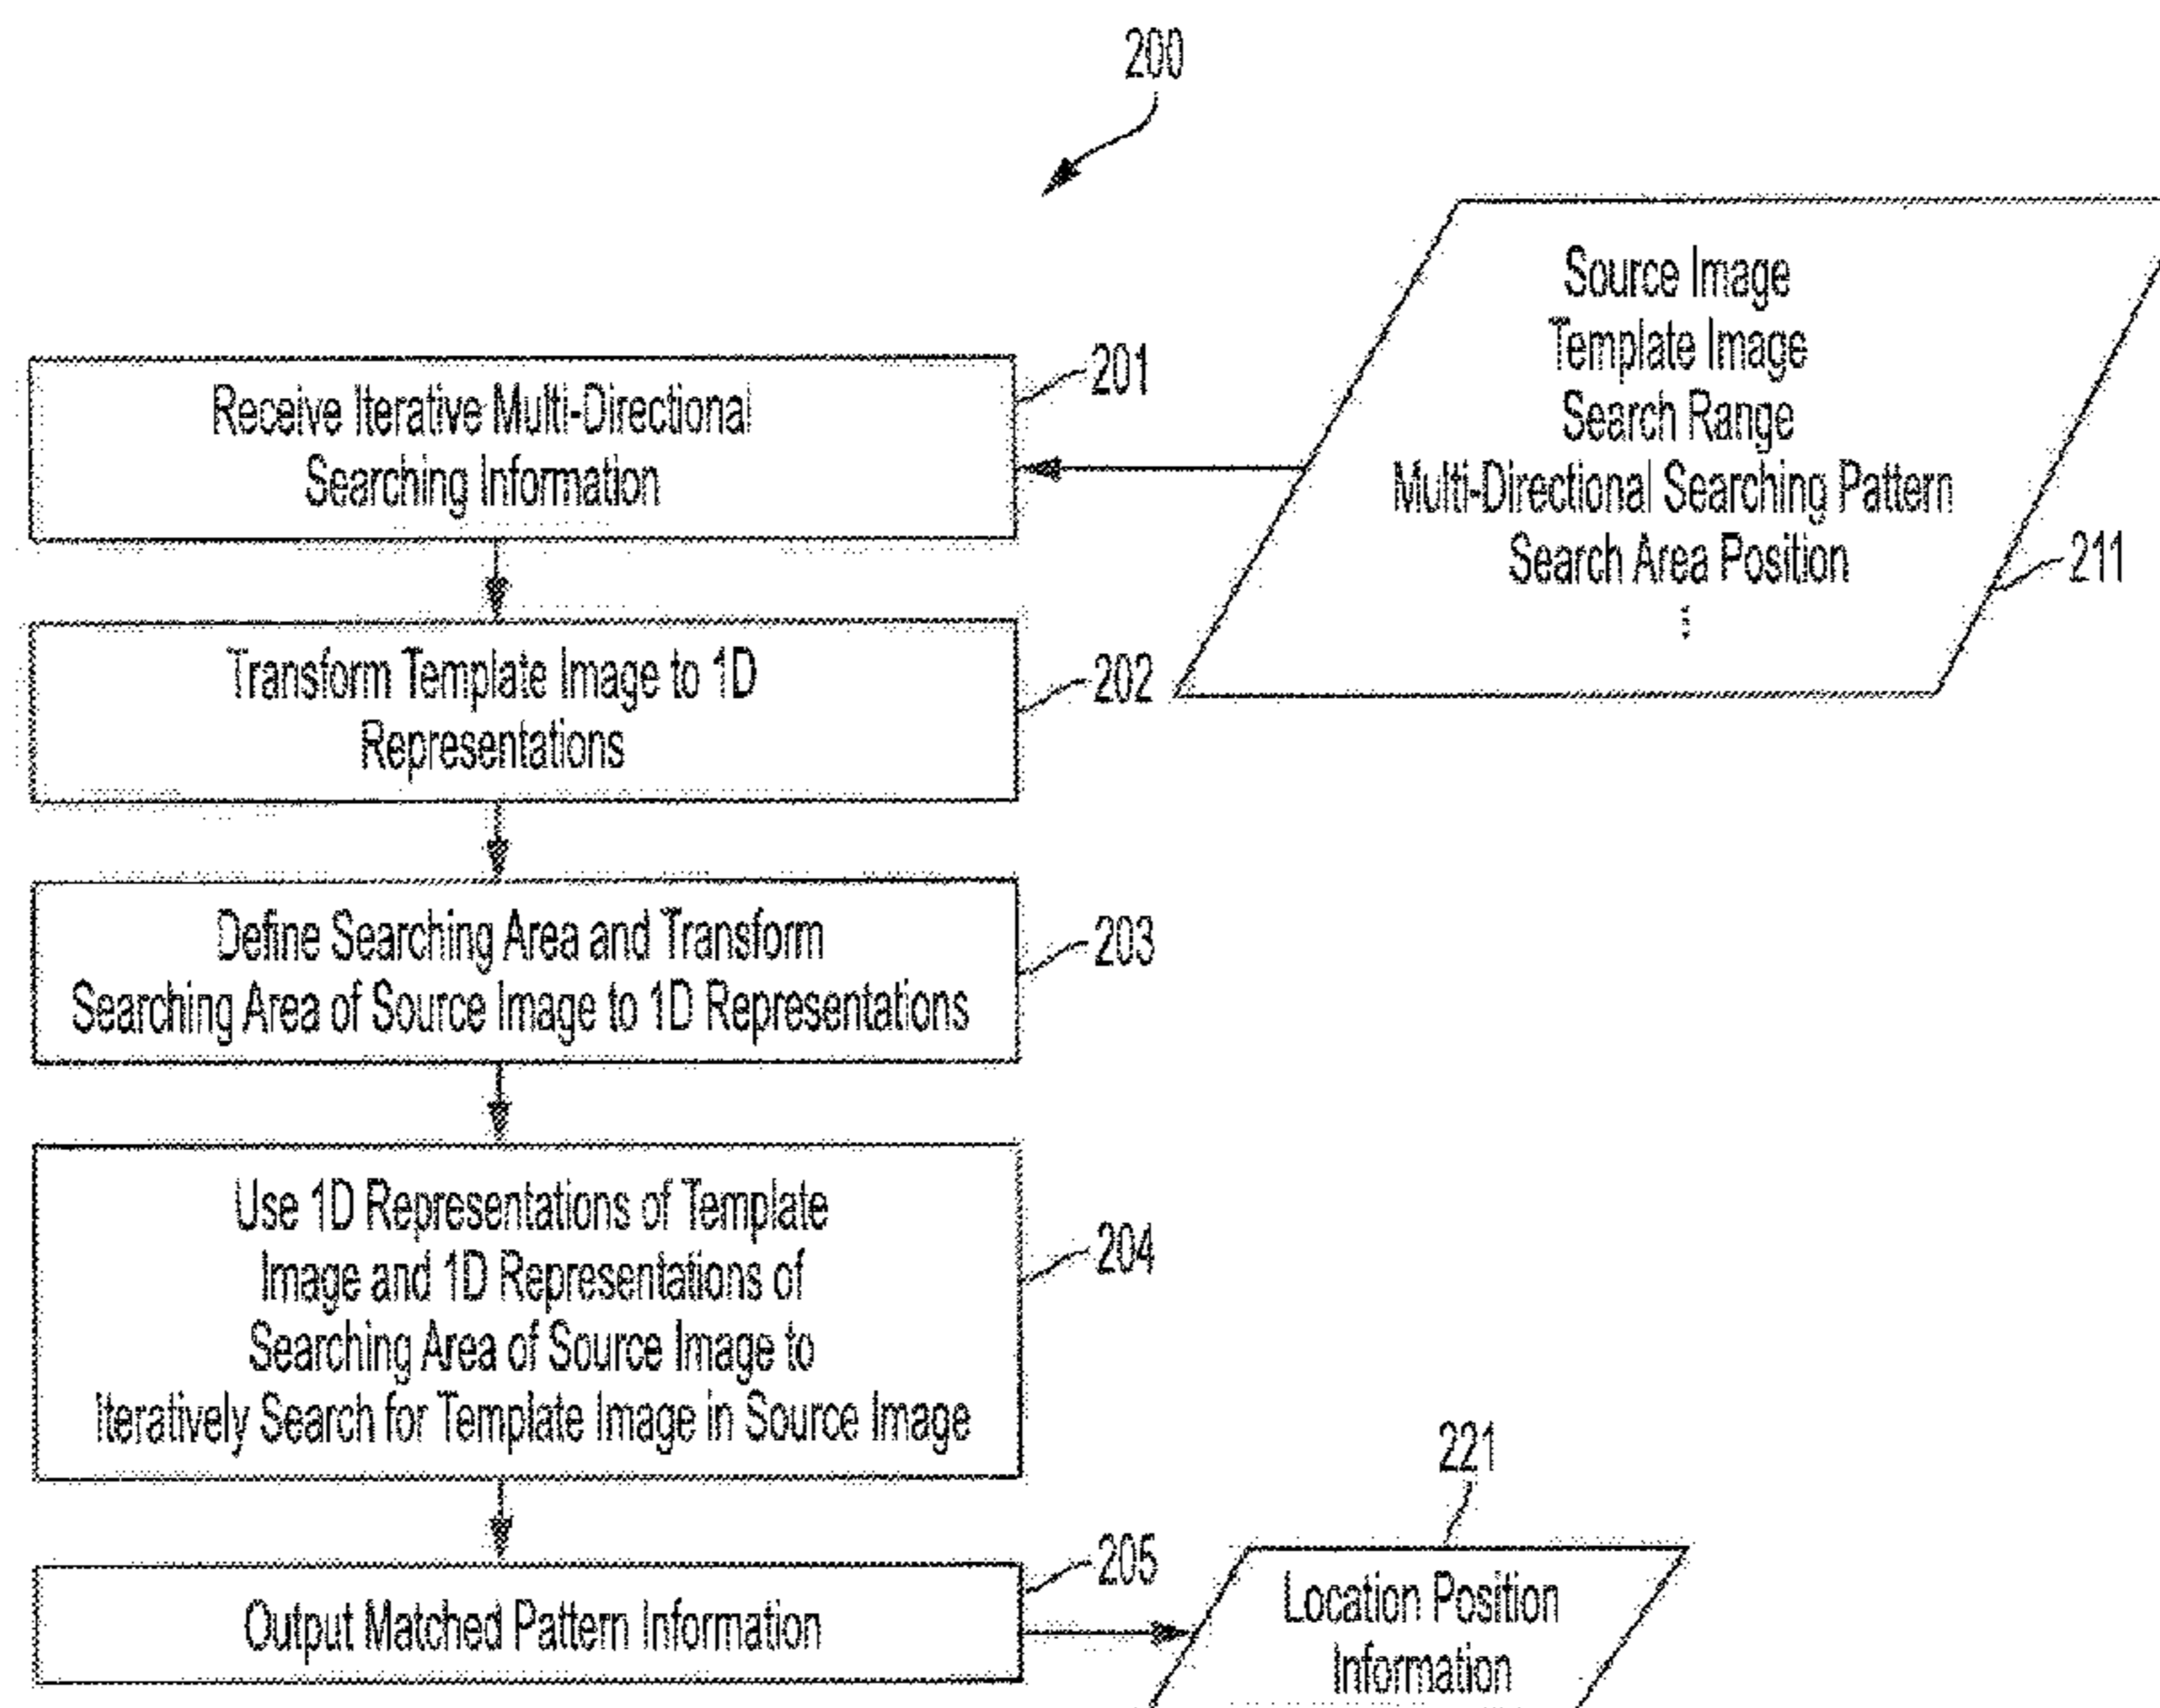 200
Source Image
Template Image
Search Range
Multi-Directional Searching Pattern
Search Area Position
⋮
211
Receive Iterative Multi-Directional
Searching Information
201
Transform Template Image to 1D
Representations
202
Define Searching Area and Transform
Searching Area of Source Image to 1D Representations
203
Use 1D Representations of Template
Image and 1D Representations of
Searching Area of Source Image to
Iteratively Search for Template Image in Source Image
204
Output Matched Pattern Information
205
221
Location Position
Information